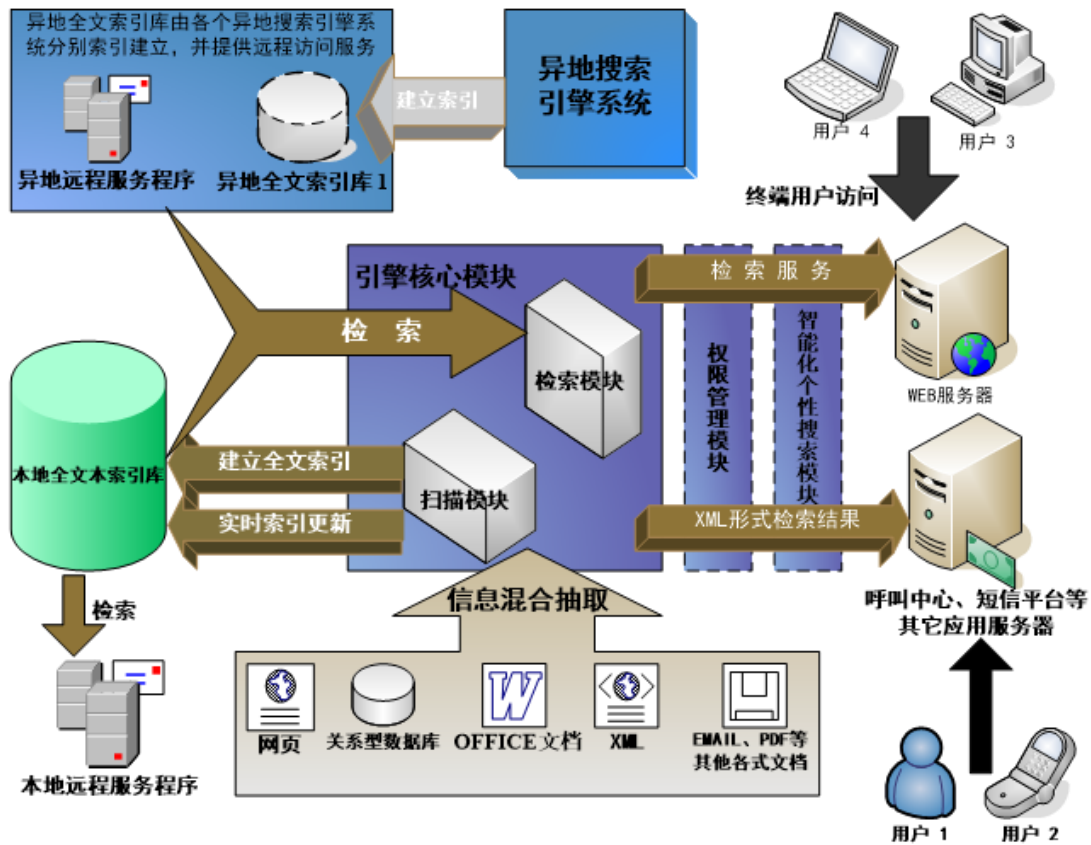 异地全文索引库由各个异地搜索引擎系
统分别索引建立，并提供远程访问服务
异地远程服务程序
异地全文索引库1
建立索引
异地搜索
引擎系统
用户 4
用户 3
终端用户访问
引擎核心模块
检 索
检索模块
检 索 服 务
权限管理模块
智能化个性搜索模块
WEB服务器
本地全文本索引库
建立全文索引
实时索引更新
扫描模块
XML形式检索结果
呼叫中心、短信平台等
其它应用服务器
检索
本地远程服务程序
信息混合抽取
网页
关系型数据库
OFFICE文档
XML
EMAIL、PDF等
其他各式文档
用户 1
用户 2